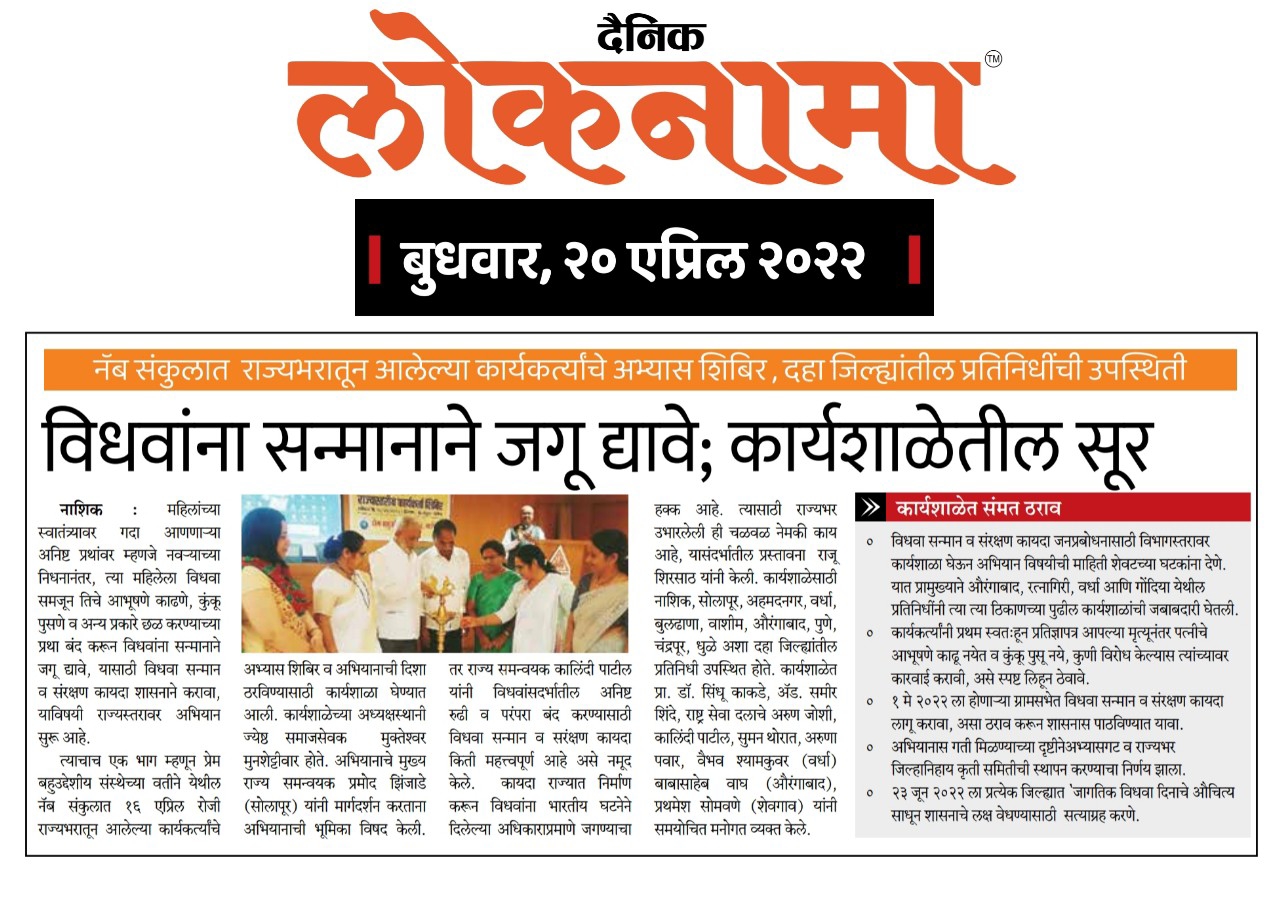 दैनिक
लोकनामा
TM
बुधवार, २० एप्रिल २०२२
नॅब संकुलात राज्यभरातून आलेल्या कार्यकर्त्यांचे अभ्यास शिबिर , दहा जिल्ह्यांतील प्रतिनिधींची उपस्थिती
विधवांना सन्मानाने जगू द्यावे; कार्यशाळेतील सूर
नाशिक : महिलांच्या
स्वातंत्र्यावर गदा आणणाऱ्या
अनिष्ट प्रथांवर म्हणजे नवऱ्याच्या
निधनानंतर, त्या महिलेला विधवा
समजून तिचे आभूषणे काढणे, कुंकू
पुसणे व अन्य प्रकारे छळ करण्याच्या
प्रथा बंद करून विधवांना सन्मानाने
जगू द्यावे, यासाठी विधवा सन्मान
व संरक्षण कायदा शासनाने करावा,
याविषयी राज्यस्तरावर अभियान
सुरू आहे.
त्याचाच एक भाग म्हणून प्रेम
बहुउद्देशीय संस्थेच्या वतीने येथील
नॅब संकुलात १६ एप्रिल रोजी
राज्यभरातून आलेल्या कार्यकर्त्यांचे
राज्यस्तरीय कार्यकर्ता शिबिर
अभ्यास शिबिर व अभियानाची दिशा
ठरविण्यासाठी कार्यशाळा घेण्यात
आली. कार्यशाळेच्या अध्यक्षस्थानी
ज्येष्ठ समाजसेवक मुक्तेश्वर
मुनशेट्टीवार होते. अभियानाचे मुख्य
राज्य समन्वयक प्रमोद झिंजाडे
(सोलापूर) यांनी मार्गदर्शन करताना
अभियानाची भूमिका विषद केली.
तर राज्य समन्वयक कालिंदी पाटील
यांनी विधवांसदर्भातील अनिष्ट
रुढी व परंपरा बंद करण्यासाठी
विधवा सन्मान व सरंक्षण कायदा
किती महत्त्वपूर्ण आहे असे नमूद
केले. कायदा राज्यात निर्माण
करून विधवांना भारतीय घटनेने
दिलेल्या अधिकाराप्रमाणे जगण्याचा
हक्क आहे. त्यासाठी राज्यभर
उभारलेली ही चळवळ नेमकी काय
आहे, यासंदर्भातील प्रस्तावना राजू
शिरसाठ यांनी केली. कार्यशाळेसाठी
नाशिक, सोलापूर, अहमदनगर, वर्धा,
बुलढाणा, वाशीम, औरंगाबाद, पुणे,
चंद्रपूर, धुळे अशा दहा जिल्ह्यांतील
प्रतिनिधी उपस्थित होते. कार्यशाळेत
प्रा. डॉ. सिंधू काकडे, ॲड. समीर
शिंदे, राष्ट्र सेवा दलाचे अरुण जोशी,
कालिंदी पाटील, सुमन थोरात, अरुणा
पवार, वैभव श्यामकुवर (वर्धा)
बाबासाहेब वाघ (औरंगाबाद),
प्रथमेश सोमवणे (शेवगाव) यांनी
समयोचित मनोगत व्यक्त केले.
कार्यशाळेत संमत ठराव
० विधवा सन्मान व संरक्षण कायदा जनप्रबोधनासाठी विभागस्तरावर
कार्यशाळा घेऊन अभियान विषयीची माहिती शेवटच्या घटकांना देणे.
यात प्रामुख्याने औरंगाबाद, रत्नागिरी, वर्धा आणि गोंदिया येथील
प्रतिनिधींनी त्या त्या ठिकाणच्या पुढील कार्यशाळांची जबाबदारी घेतली.
० कार्यकर्त्यांनी प्रथम स्वतःहून प्रतिज्ञापत्र आपल्या मृत्यूनंतर पत्नीचे
आभूषणे काढू नयेत व कुंकू पुसू नये, कुणी विरोध केल्यास त्यांच्यावर
कारवाई करावी, असे स्पष्ट लिहून ठेवावे.
० १ मे २०२२ ला होणाऱ्या ग्रामसभेत विधवा सन्मान व संरक्षण कायदा
लागू करावा, असा ठराव करून शासनास पाठविण्यात यावा.
० अभियानास गती मिळण्याच्या दृष्टीनेअभ्यासगट व राज्यभर
जिल्हानिहाय कृती समितीची स्थापन करण्याचा निर्णय झाला.
० २३ जून २०२२ ला प्रत्येक जिल्ह्यात 'जागतिक विधवा दिनाचे औचित्य
साधून शासनाचे लक्ष वेधण्यासाठी सत्याग्रह करणे.